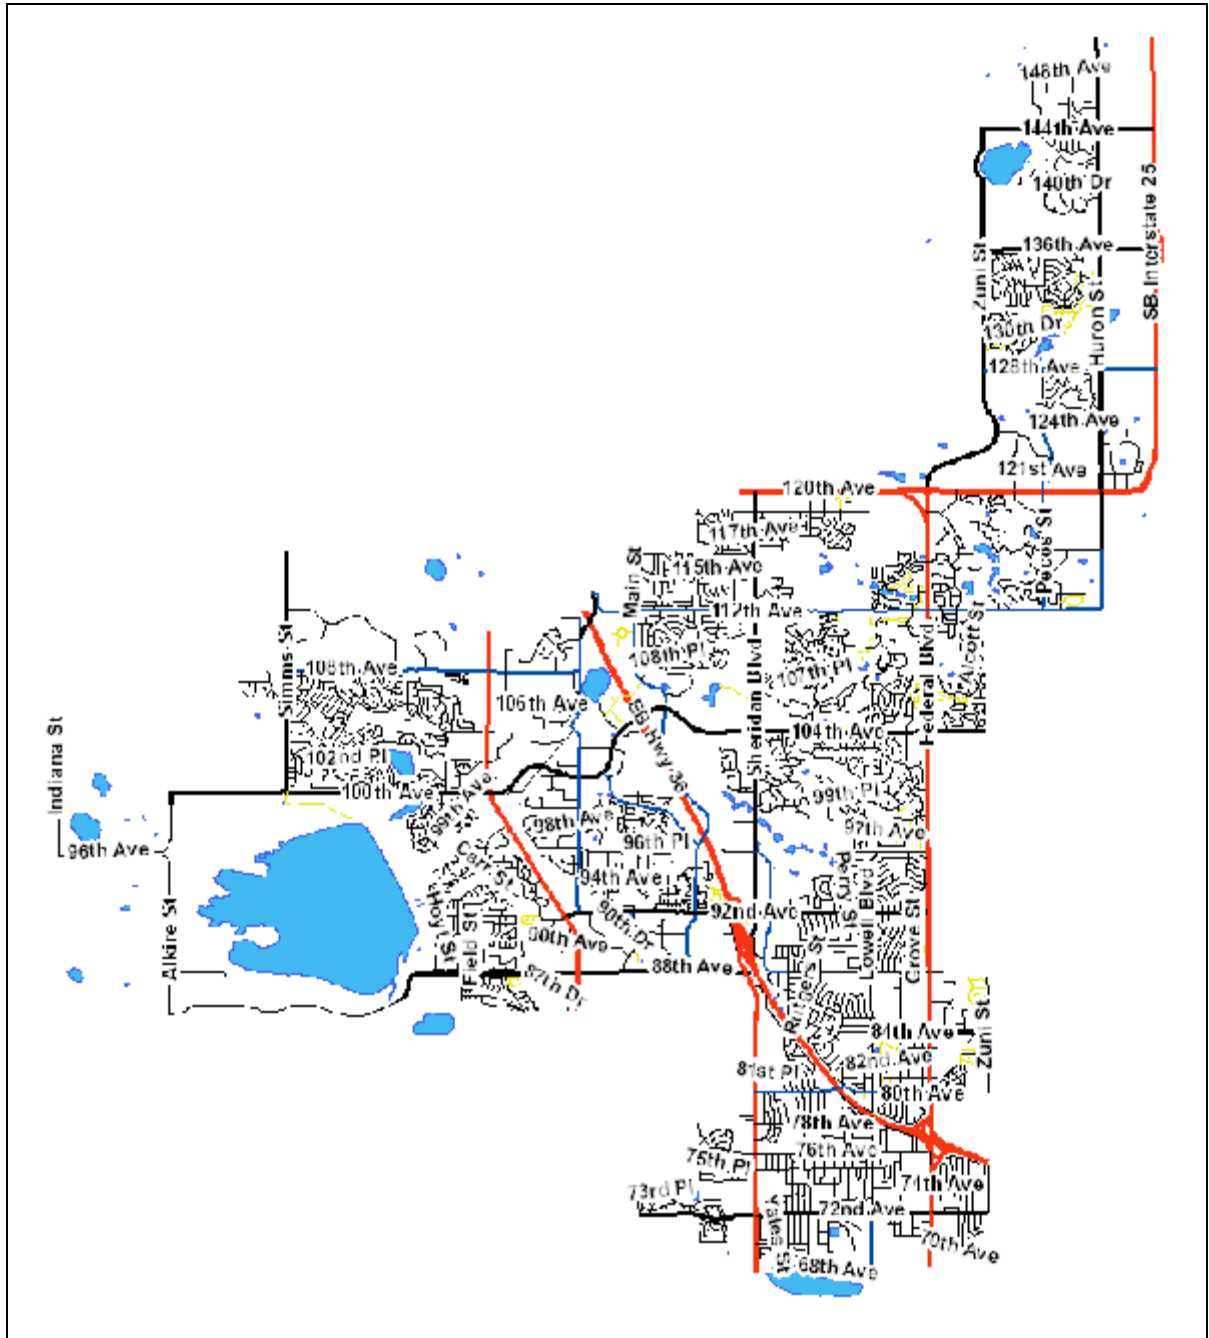 148th Ave
144th Ave
140th Dr
136th Ave
Zuni St
Huron St
SB Interstate 25
130th Dr
128th Ave
124th Ave
121st Ave
120th Ave
117th Ave
Pecos St
115th Ave
Main St
112th Ave
Alcott St
108th Pl
107th Pl
Simms St
108th Ave
Sheridan Blvd
Federal Blvd
106th Ave
EB Hwy 36
104th Ave
Indiana St
102nd Pl
100th Ave
99th Ave
99th Pl
98th Ave
97th Ave
96th Pl
96th Ave
Carr St
94th Ave
Perry St
Lowell Blvd
Grove St
Alkire St
Hoyt St
Field St
90th Dr
92nd Ave
90th Ave
88th Ave
87th Dr
84th Ave
Zuni St
82nd Ave
81st Pl
80th Ave
78th Ave
76th Ave
75th Pl
74th Ave
73rd Pl
72nd Ave
Yates St
70th Ave
68th Ave